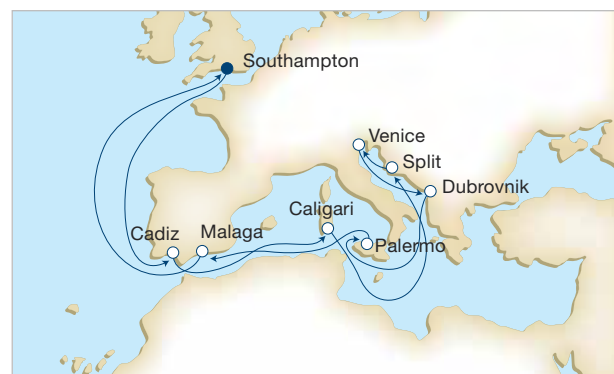 Southampton
Venice
Split
Dubrovnik
Caligari
Cadiz
Malaga
Palermo